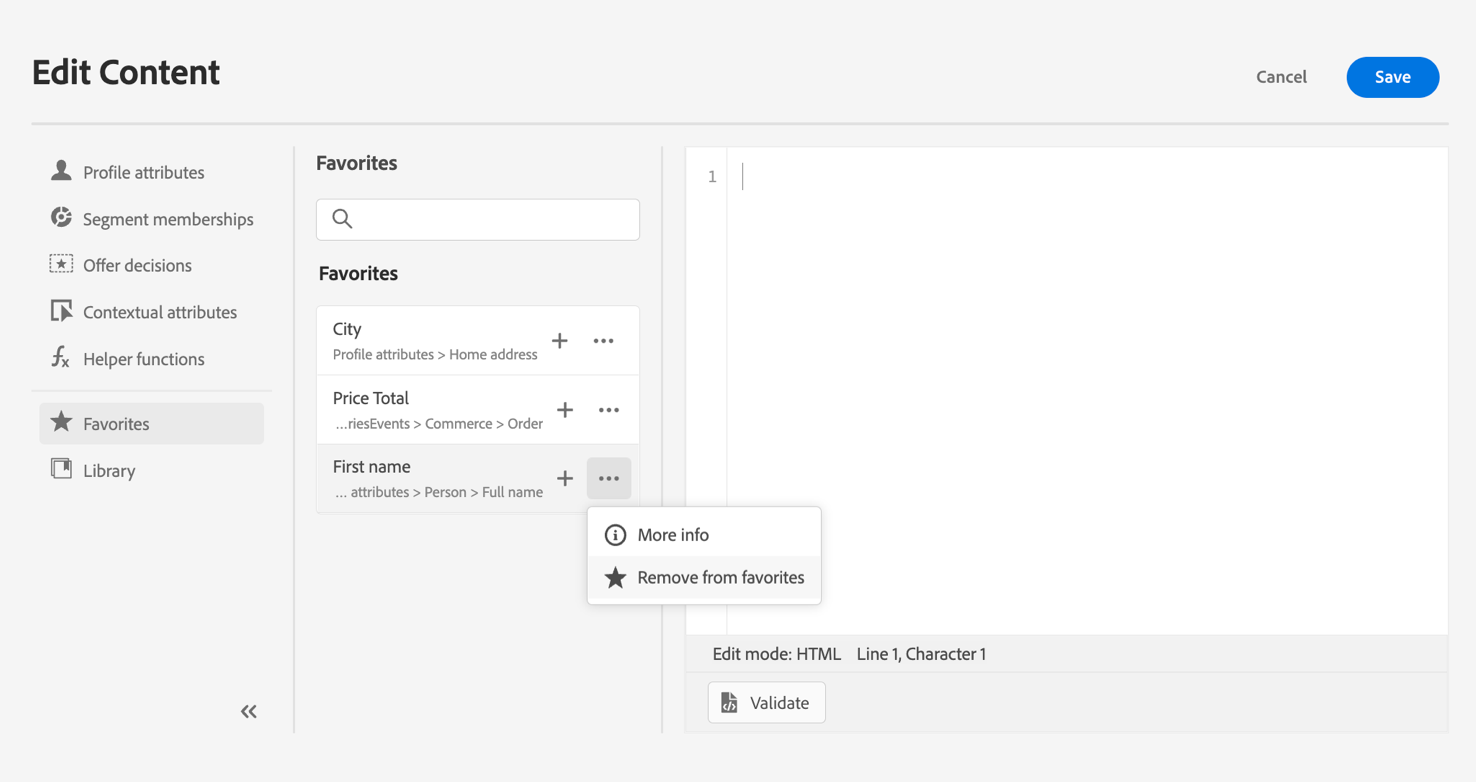 Edit Content
Cancel
Save
Profile attributes
Segment memberships
Offer decisions
Contextual attributes
Helper functions
Favorites
Library
Favorites
Favorites
City
Profile attributes > Home address
Price Total
...riesEvents > Commerce > Order
First name
... attributes > Person > Full name
More info
Remove from favorites
1
Edit mode: HTML Line 1, Character 1
Validate